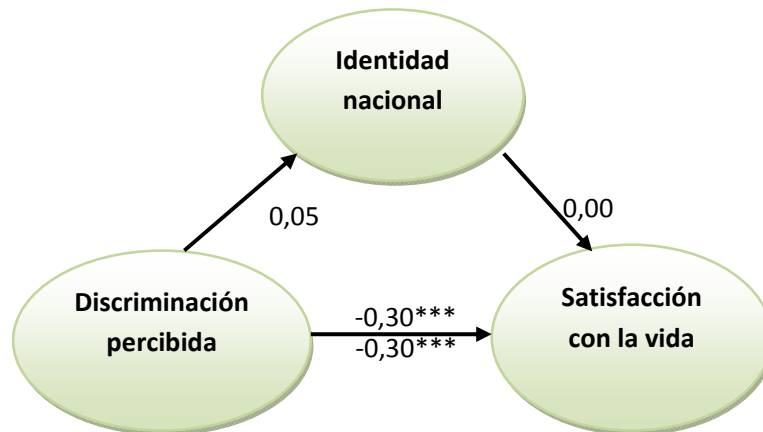 Identidad
nacional
0,05
0,00
Discriminación
percibida
-0,30***
-0,30***
Satisfacción
con la vida